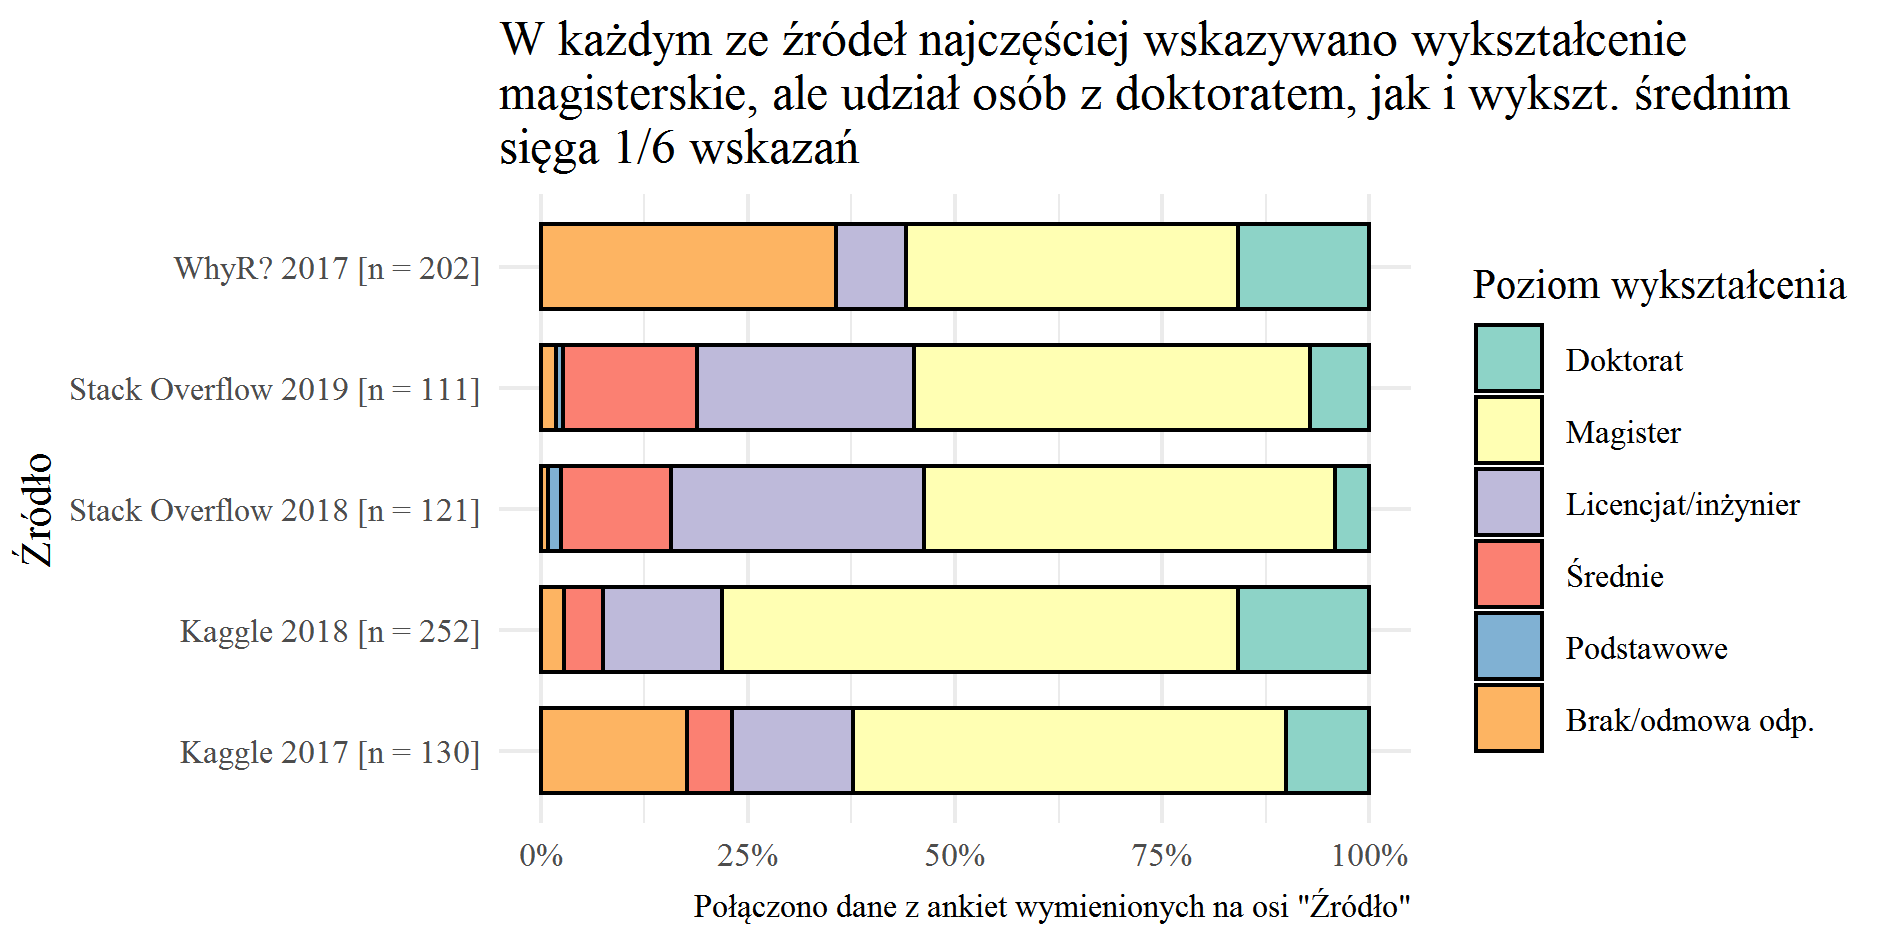 W każdym ze źródeł najczęściej wskazywano wykształcenie
magisterskie, ale udział osób z doktoratem, jak i wykszt. średnim
sięga 1/6 wskazań
Źródło
WhyR? 2017 [n = 202]
Stack Overflow 2019 [n = 111]
Stack Overflow 2018 [n = 121]
Kaggle 2018 [n = 252]
Kaggle 2017 [n = 130]
0% 25% 50% 75% 100%
Połączono dane z ankiet wymienionych na osi "Źródło"
Poziom wykształcenia
Doktorat
Magister
Licencjat/inżynier
Średnie
Podstawowe
Brak/odmowa odp.